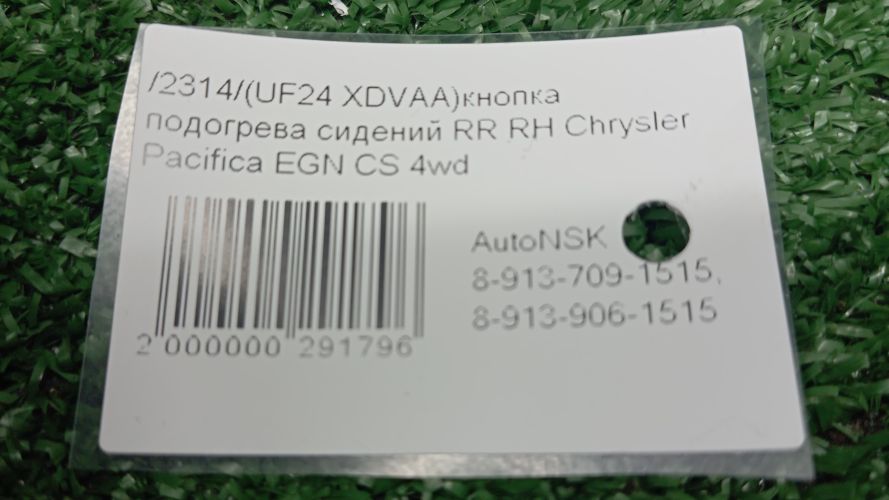 /2314/(UF24 XDVAA)кнопка
подогрева сидений RR RH Chrysler
Pacifica EGN CS 4wd
AutoNSK
8-913-709-1515,
8-913-906-1515
2 000000 291796